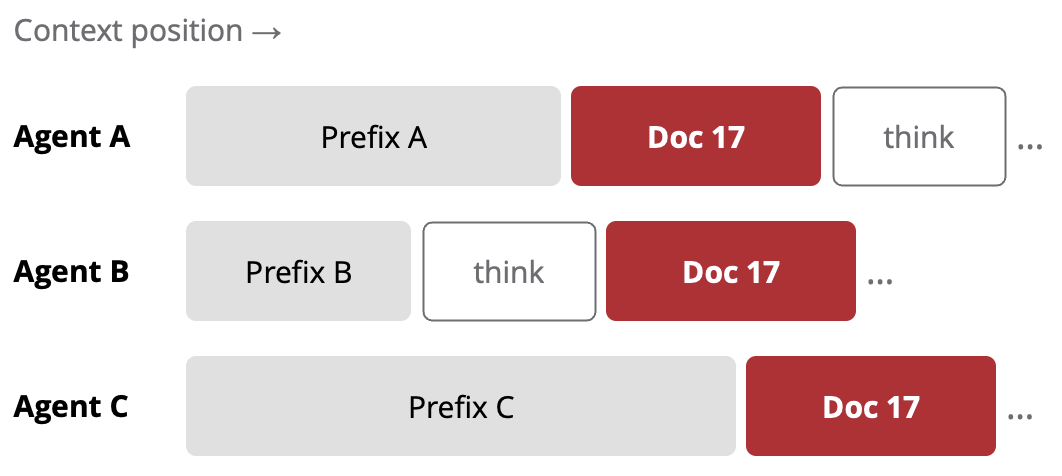 Context position →
Agent A Prefix A Doc 17 think ...
Agent B Prefix B think Doc 17 ...
Agent C Prefix C Doc 17 ...